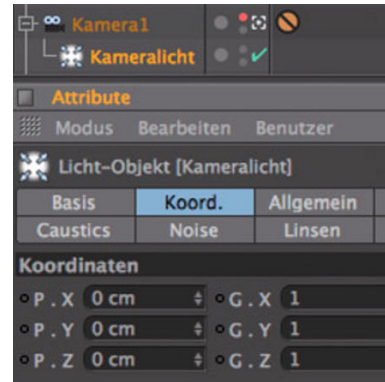 Kamera1
Kameralicht
Attribute
Modus Bearbeiten Benutzer
Licht-Objekt [Kameralicht]
Basis Koord. Allgemein
Caustics Noise Linsen
Koordinaten
P . X 0 cm G . X 1
P . Y 0 cm G . Y 1
P . Z 0 cm G . Z 1